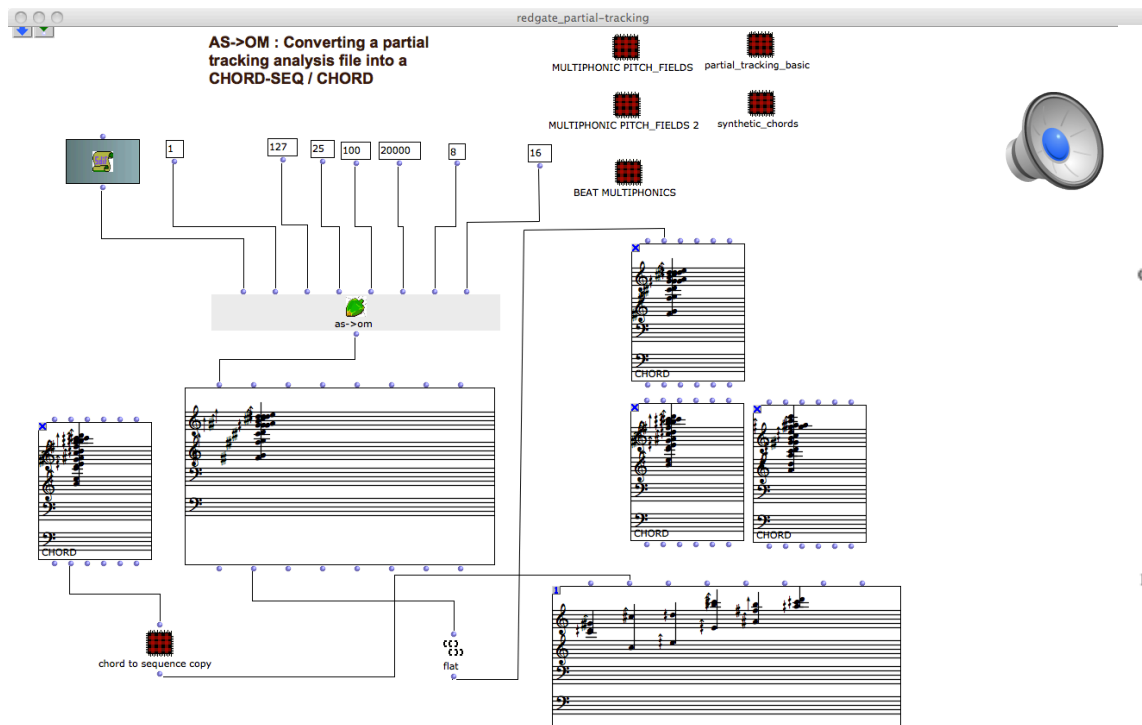 redgate_partial-tracking
AS->OM : Converting a partial
tracking analysis file into a
CHORD-SEQ / CHORD
MULTIPHONIC PITCH_FIELDS
partial_tracking_basic
MULTIPHONIC PITCH_FIELDS 2
synthetic_chords
BEAT MULTIPHONICS
1
127
25
100
20000
8
16
as->om
CHORD
CHORD
CHORD
CHORD
chord to sequence copy
flat
1